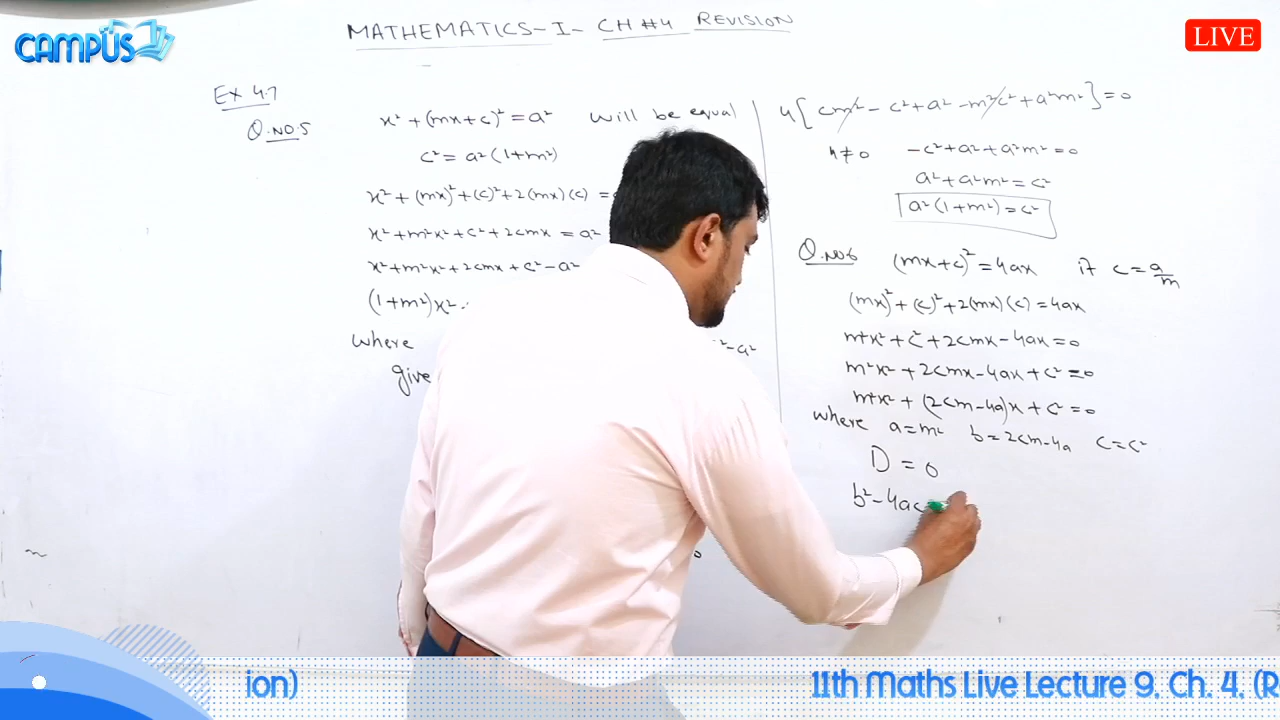 CAMPUS
LIVE
MATHEMATICS-I- CH#4 REVISION
EX 4.7
Q.NO.5
x² + (mx+c)² = a² will be equal
c² = a²(1+m²)
x² + (mx)² + (c)² + 2(mx)(c) =
x² + m²x² + c² + 2cmx = a²
x² + m²x² + 2cmx + c² - a²
(1+m²)x²
where c²-a²
give
4[c²m² - c² + a² - m²c² + a²m²] = 0
4≠0 -c² + a² + a²m² = 0
a² + a²m² = c²
a²(1+m²) = c²
Q.NO6 (mx+c)² = 4ax if c = a/m
(mx)² + (c)² + 2(mx)(c) = 4ax
m²x² + c² + 2cmx - 4ax = 0
m²x² + 2cmx - 4ax + c² = 0
m²x² + (2cm-4a)x + c² = 0
where a = m² b = 2cm-4a c = c²
D = 0
b² - 4ac
ion)
11th Maths Live Lecture 9, Ch. 4, (R